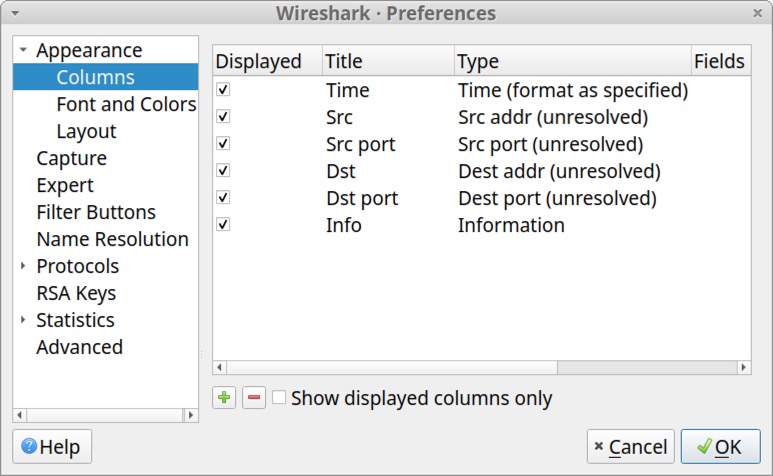 Wireshark · Preferences
Appearance
Columns
Font and Colors
Layout
Capture
Expert
Filter Buttons
Name Resolution
Protocols
RSA Keys
Statistics
Advanced
Displayed Title Type Fields
Time Time (format as specified)
Src Src addr (unresolved)
Src port Src port (unresolved)
Dst Dest addr (unresolved)
Dst port Dest port (unresolved)
Info Information
Show displayed columns only
Help Cancel OK